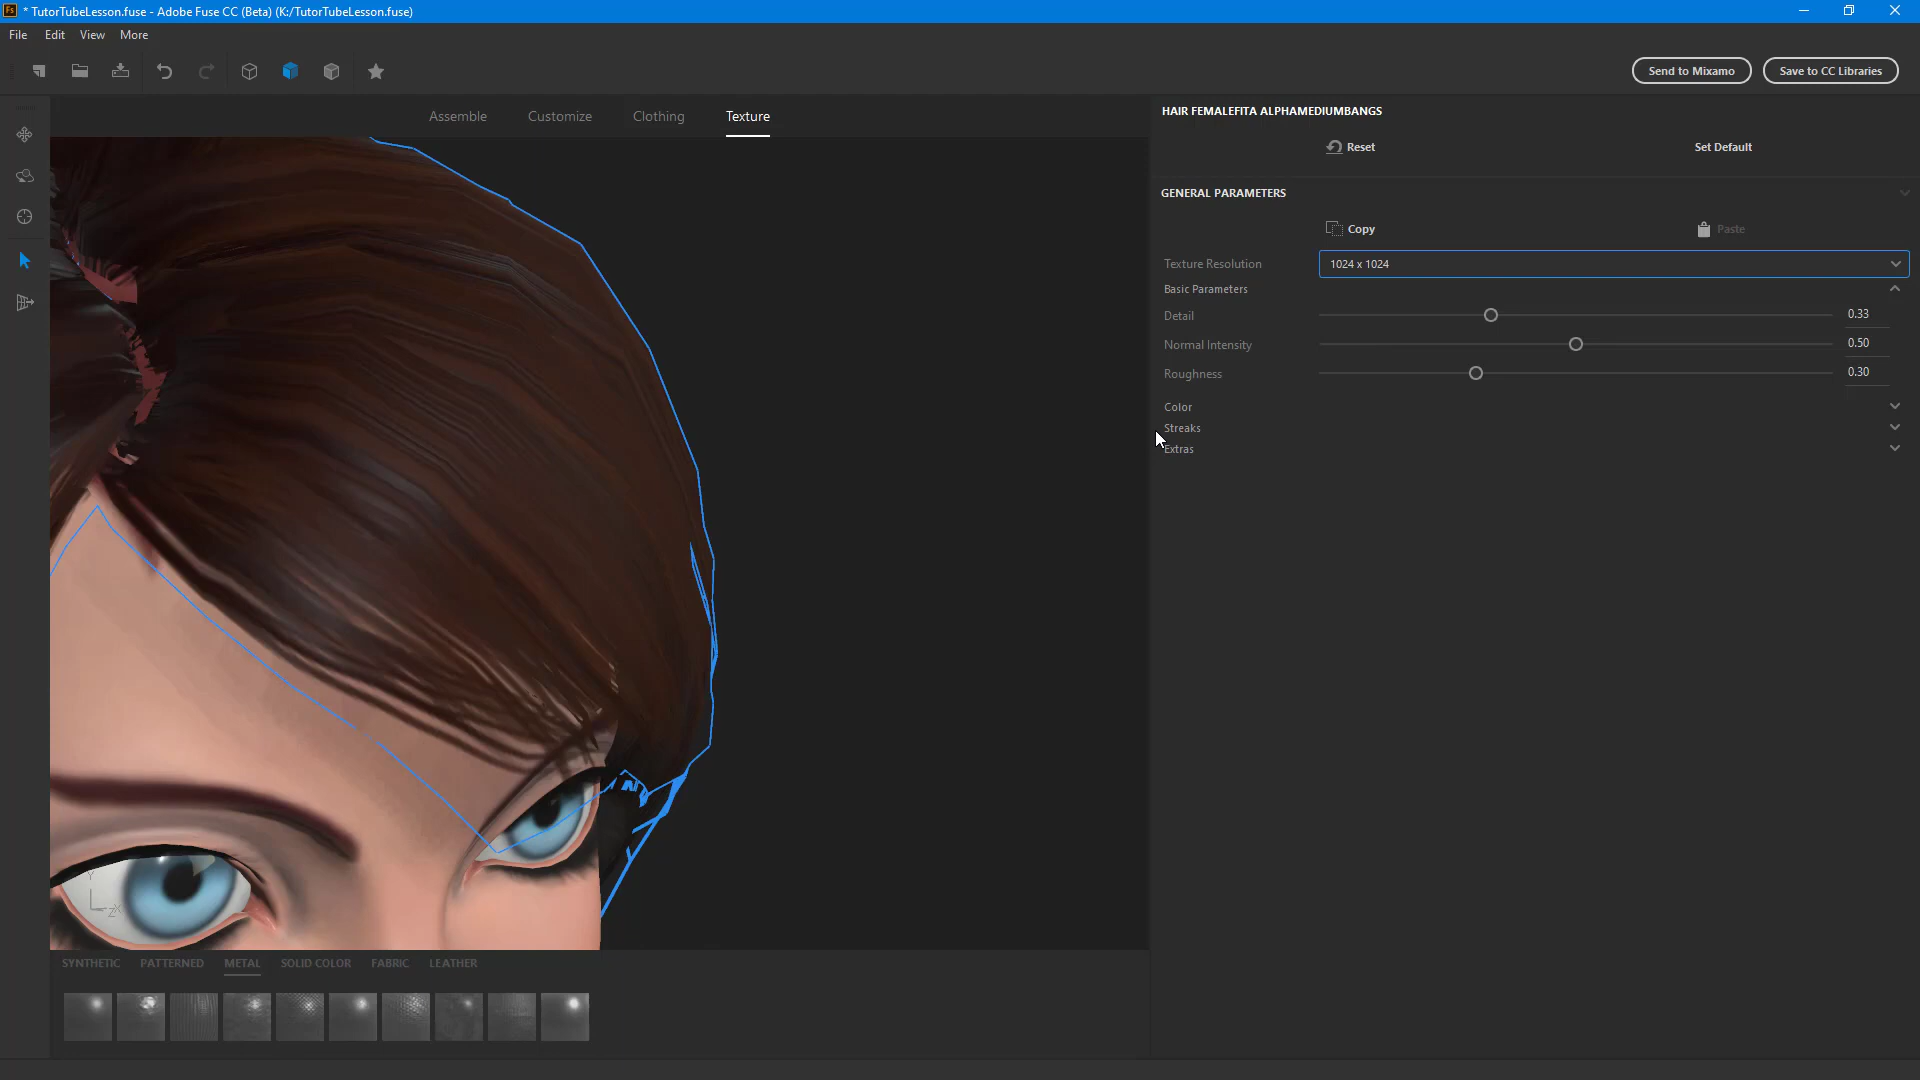 Fs * TutorTubeLesson.fuse - Adobe Fuse CC (Beta) (K:/TutorTubeLesson.fuse)
File Edit View More
Send to Mixamo Save to CC Libraries
Assemble Customize Clothing Texture
HAIR FEMALEFITA ALPHAMEDIUMBANGS
Reset Set Default
GENERAL PARAMETERS
Copy Paste
Texture Resolution 1024 x 1024
Basic Parameters
Detail 0.33
Normal Intensity 0.50
Roughness 0.30
Color
Streaks
Extras
Y
Z X
SYNTHETIC PATTERNED METAL SOLID COLOR FABRIC LEATHER